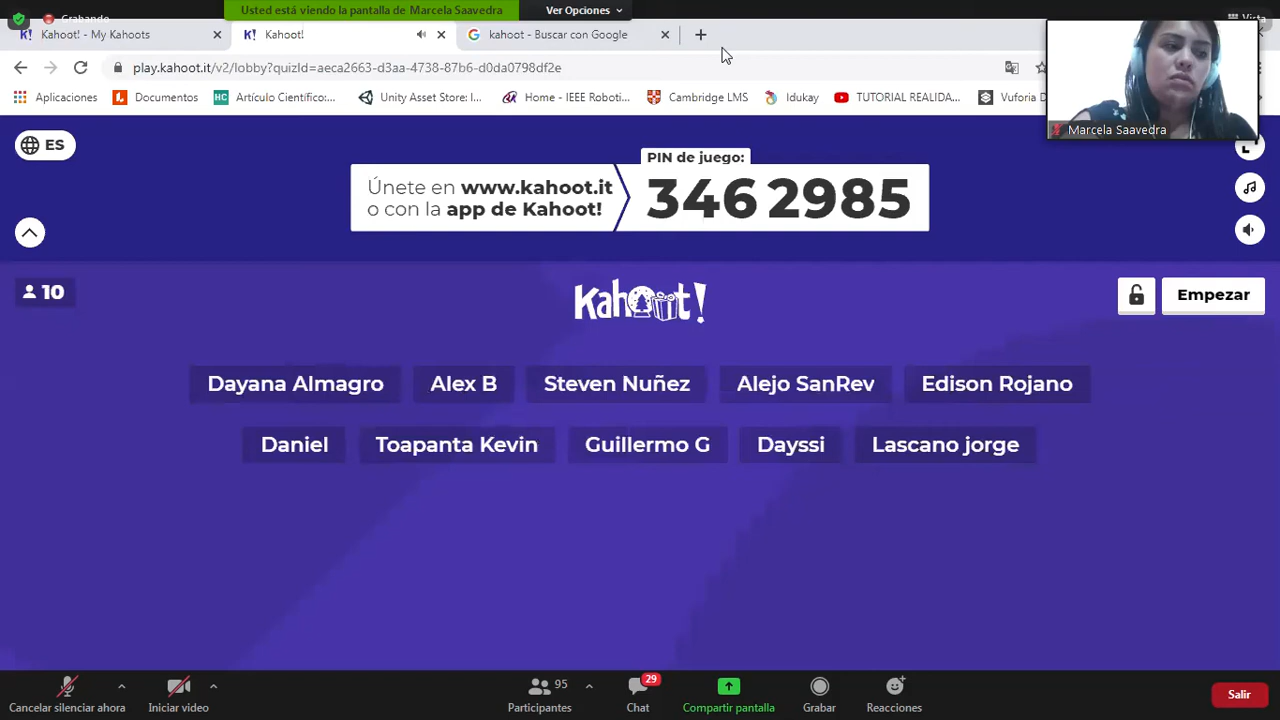 Grabando
Usted está viendo la pantalla de Marcela Saavedra
Ver Opciones
Vista
Kahoot! - My Kahoots
Kahoot!
kahoot - Buscar con Google
play.kahoot.it/v2/lobby?quizId=aeca2663-d3aa-4738-87b6-d0da0798df2e
Aplicaciones
Documentos
Artículo Científico:...
Unity Asset Store: I...
Home - IEEE Roboti...
Cambridge LMS
Idukay
TUTORIAL REALIDA...
Vuforia D
Marcela Saavedra
ES
Únete en www.kahoot.it
o con la app de Kahoot!
PIN de juego:
346 2985
10
Kahoot!
Empezar
Dayana Almagro
Alex B
Steven Nuñez
Alejo SanRev
Edison Rojano
Daniel
Toapanta Kevin
Guillermo G
Dayssi
Lascano jorge
Cancelar silenciar ahora
Iniciar video
95
Participantes
29
Chat
Compartir pantalla
Grabar
Reacciones
Salir